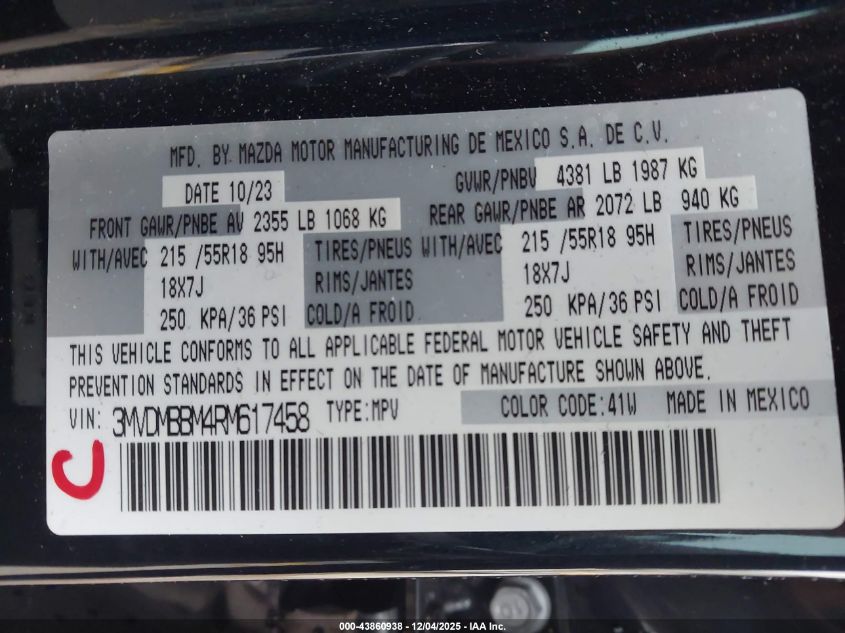 MFD. BY MAZDA MOTOR MANUFACTURING DE MEXICO S.A. DE C.V.
DATE 10/23 GVWR/PNBV 4381 LB 1987 KG
FRONT GAWR/PNBE AV 2355 LB 1068 KG REAR GAWR/PNBE AR 2072 LB 940 KG
WITH/AVEC 215 /55R18 95H TIRES/PNEUS WITH/AVEC 215 /55R18 95H TIRES/PNEUS
18X7J RIMS/JANTES 18X7J RIMS/JANTES
250 KPA/36 PSI COLD/A FROID 250 KPA/36 PSI COLD/A FROID
THIS VEHICLE CONFORMS TO ALL APPLICABLE FEDERAL MOTOR VEHICLE SAFETY AND THEFT
PREVENTION STANDARDS IN EFFECT ON THE DATE OF MANUFACTURE SHOWN ABOVE.
VIN: 3MVDMBBM4RM617458 TYPE:MPV COLOR CODE:41W MADE IN MEXICO
C
000-43860938 - 12/04/2025 - IAA Inc.